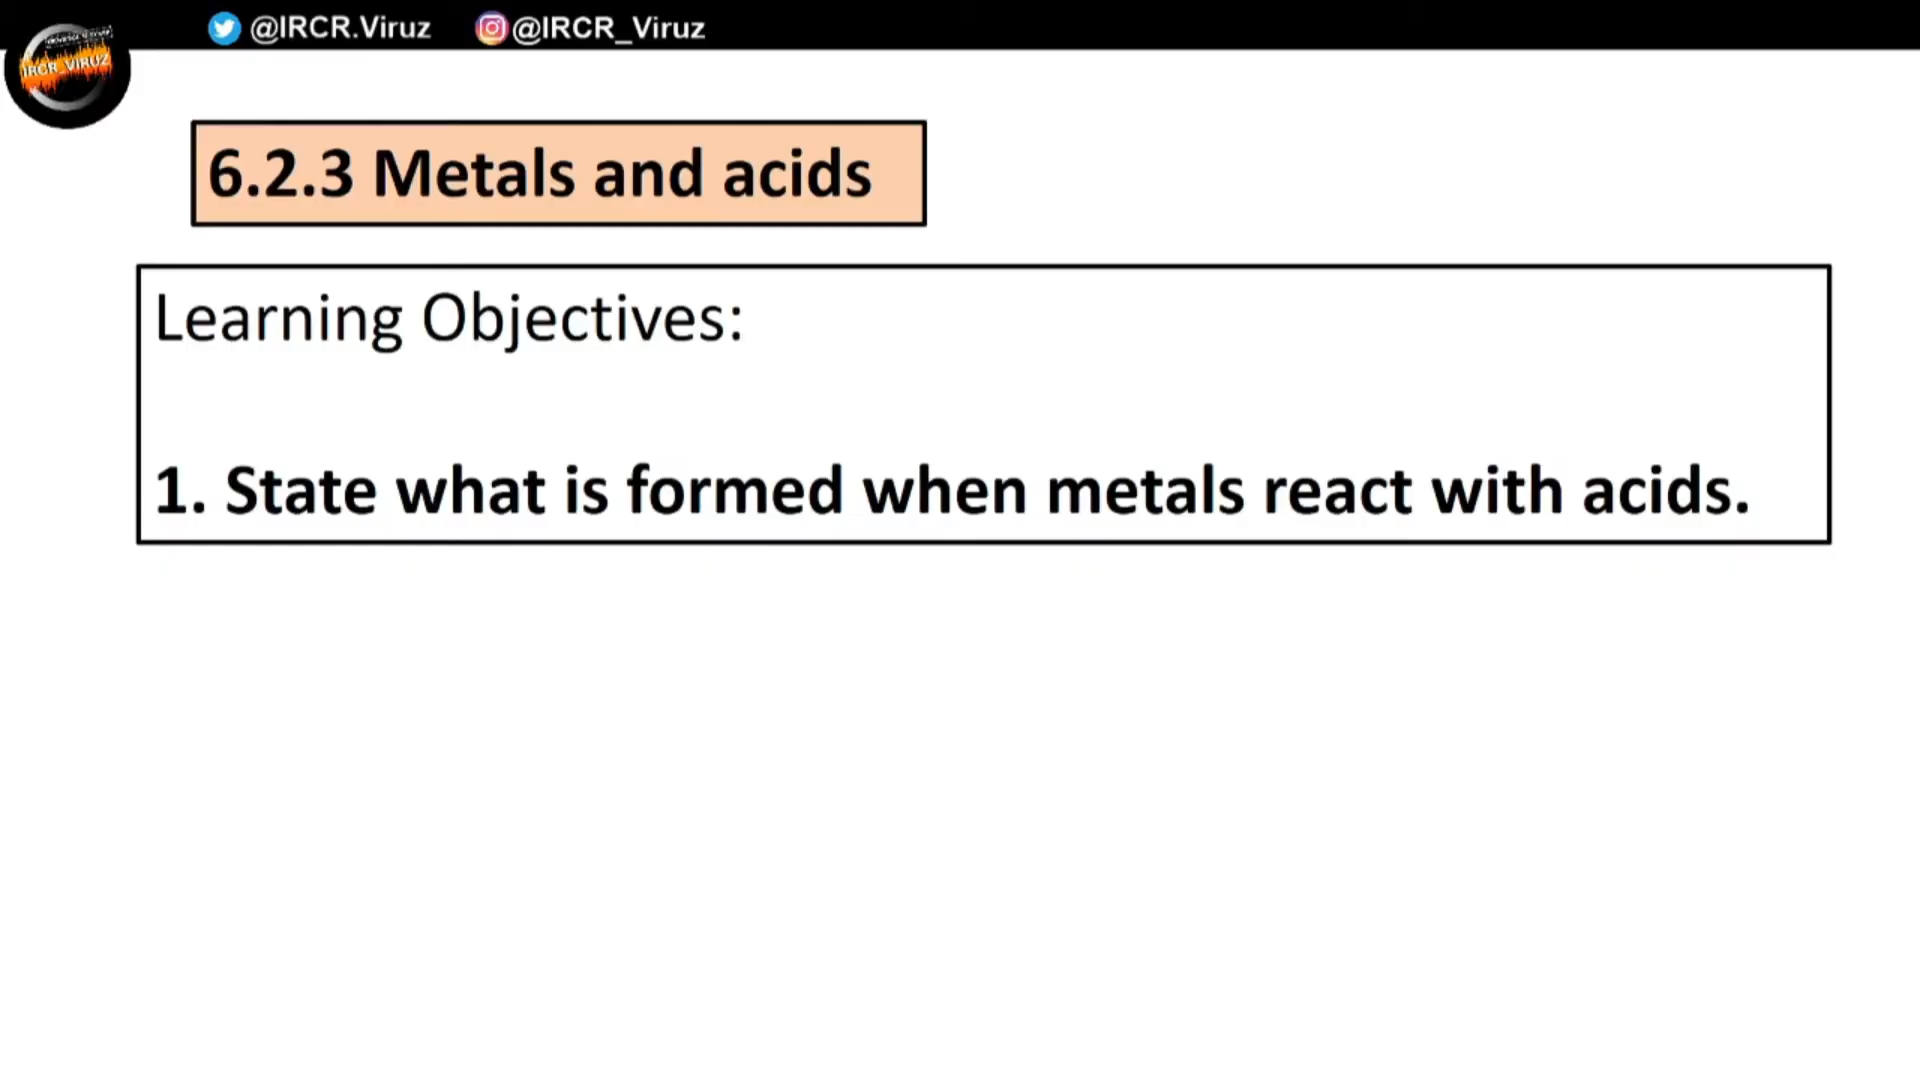 @IRCR.Viruz @IRCR_Viruz
IRCR_VIRUZ
6.2.3 Metals and acids
Learning Objectives:
1. State what is formed when metals react with acids.